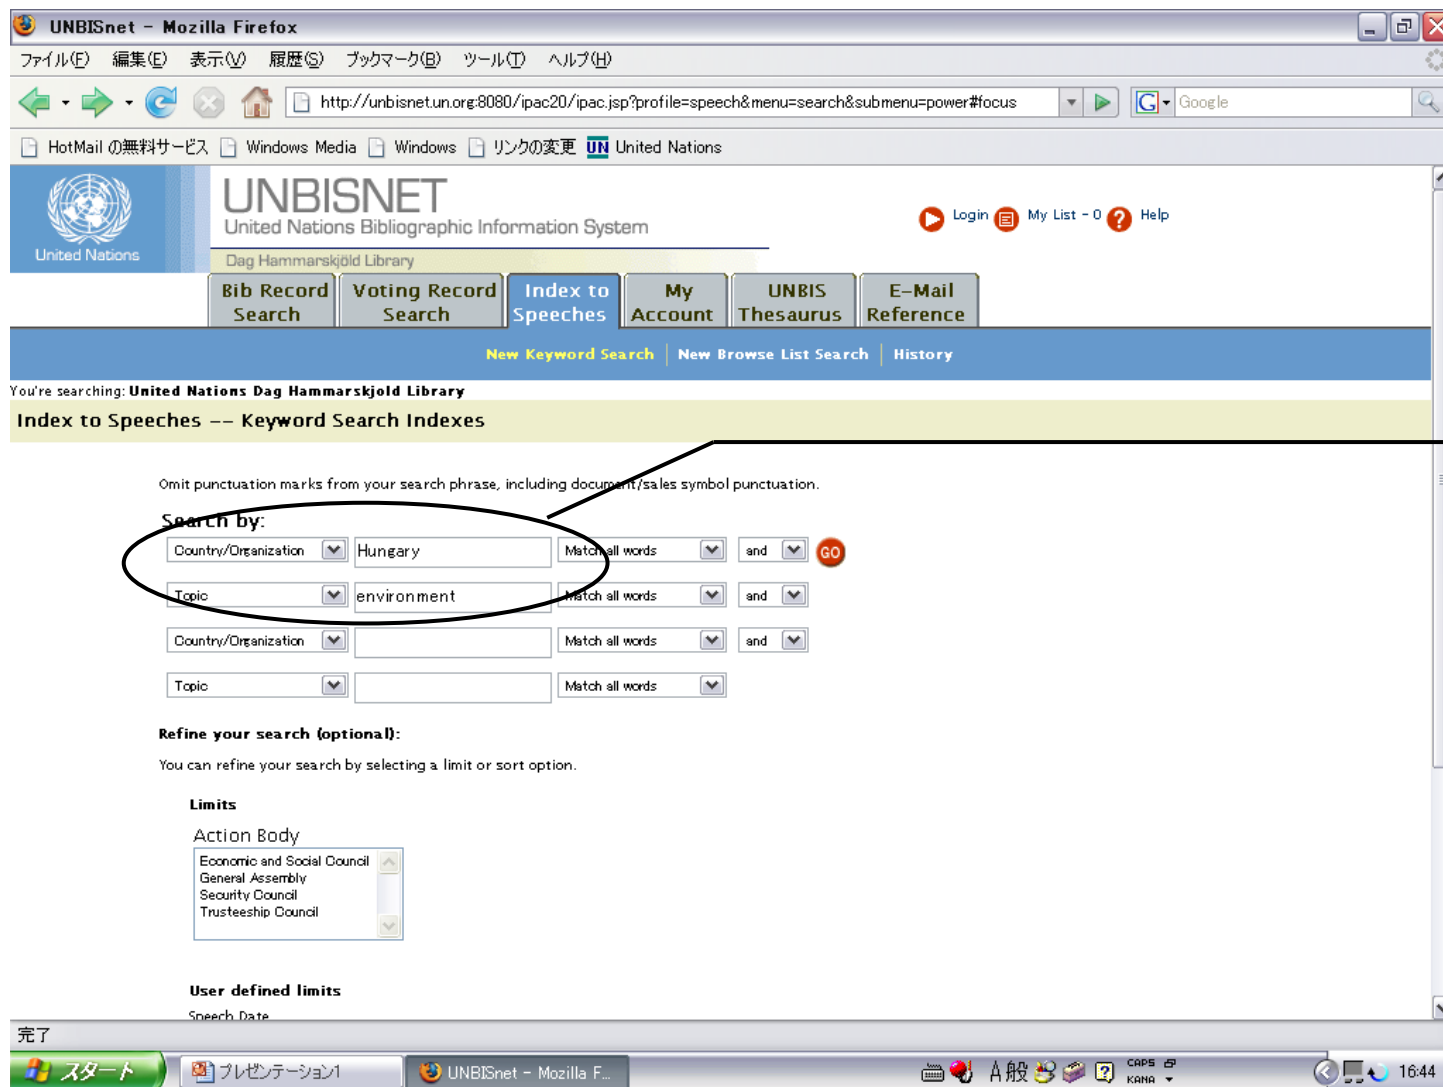 UNBISnet - Mozilla Firefox
ファイル(F) 編集(E) 表示(V) 履歴(S) ブックマーク(B) ツール(T) ヘルプ(H)
http://unbisnet.un.org:8080/ipac20/ipac.jsp?profile=speech&menu=search&submenu=power#focus
G Google
HotMail の無料サービス Windows Media Windows リンクの変更 UN United Nations
UNBISNET
United Nations Bibliographic Information System
Login My List - 0 ? Help
United Nations
Dag Hammarskjöld Library
Bib Record Search
Voting Record Search
Index to Speeches
My Account
UNBIS Thesaurus
E-Mail Reference
New Keyword Search | New Browse List Search | History
You're searching: United Nations Dag Hammarskjold Library
Index to Speeches -- Keyword Search Indexes
Omit punctuation marks from your search phrase, including document/sales symbol punctuation.
Search by:
Country/Organization Hungary Match all words and GO
Topic environment Match all words and
Country/Organization Match all words and
Topic Match all words
Refine your search (optional):
You can refine your search by selecting a limit or sort option.
Limits
Action Body
Economic and Social Council
General Assembly
Security Council
Trusteeship Council
User defined limits
Speech Date
完了
スタート プレゼンテーション1 UNBISnet - Mozilla F... A般 ? CAPS KANA 16:44